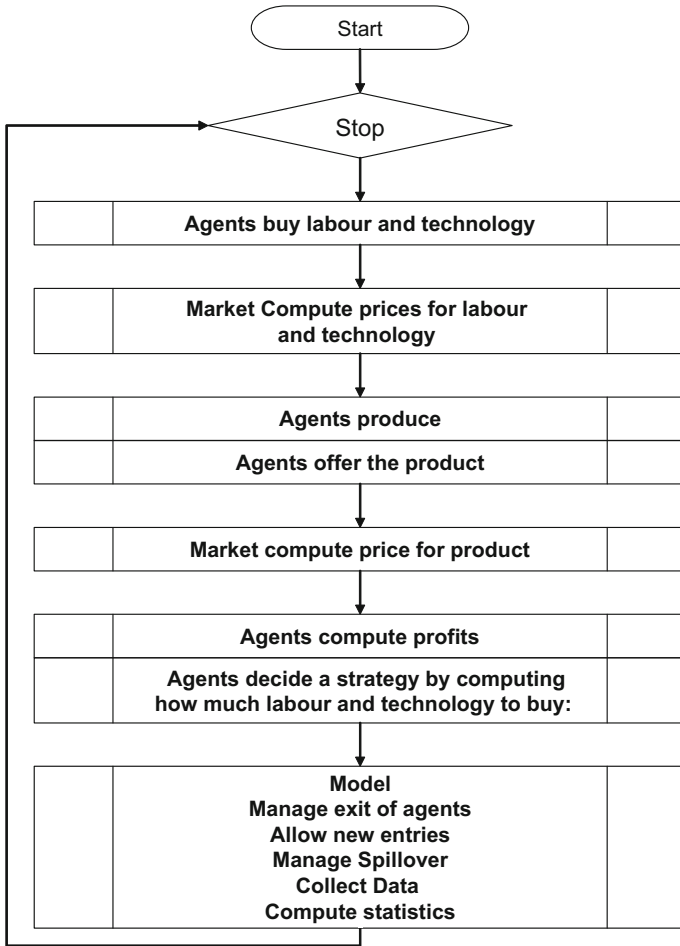 Start
Stop
Agents buy labour and technology
Market Compute prices for labour
and technology
Agents produce
Agents offer the product
Market compute price for product
Agents compute profits
Agents decide a strategy by computing
how much labour and technology to buy:
Model
Manage exit of agents
Allow new entries
Manage Spillover
Collect Data
Compute statistics